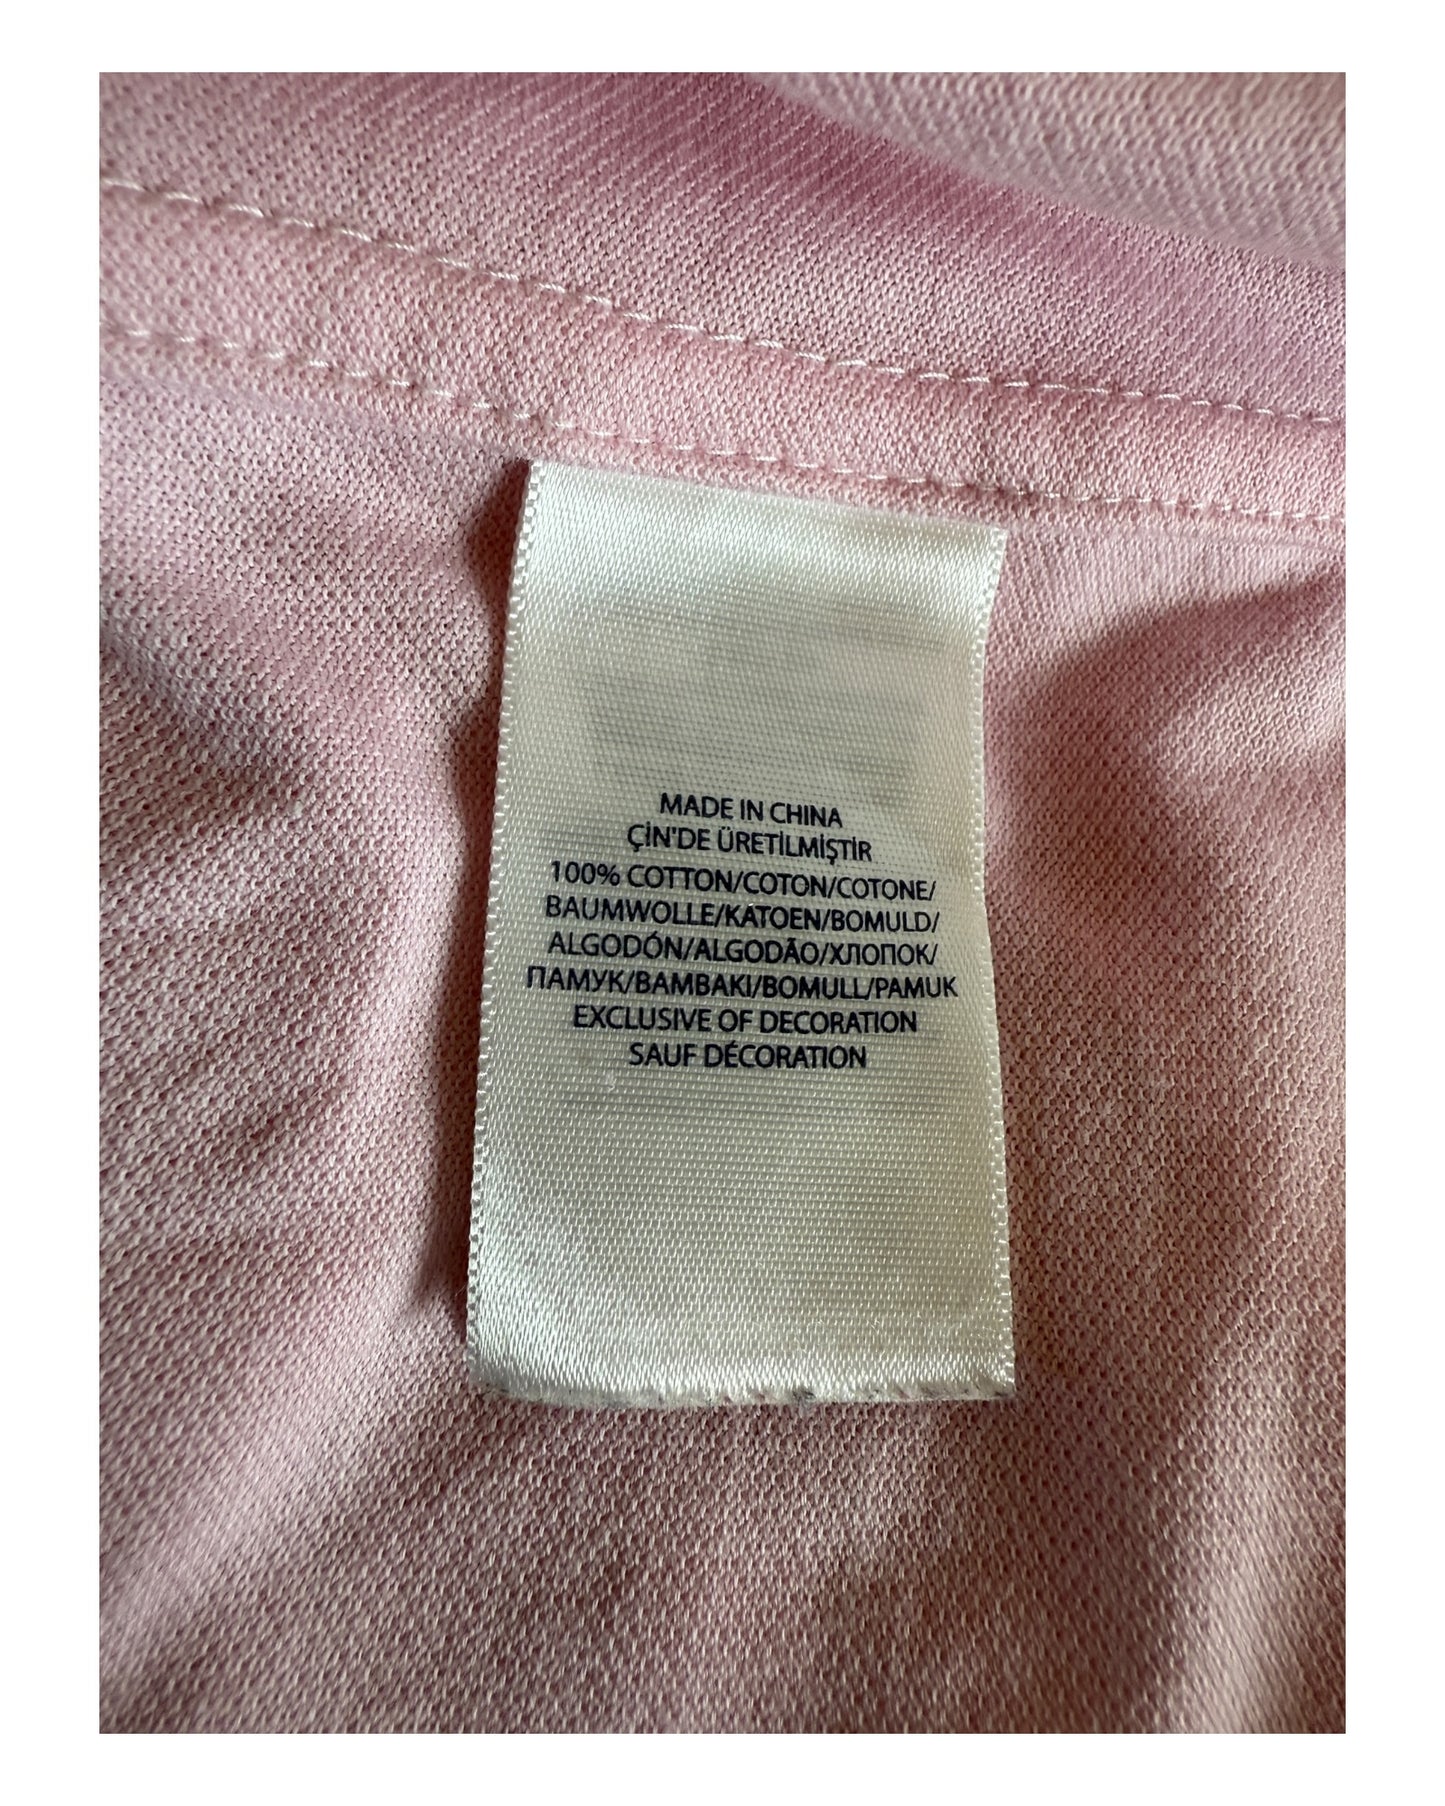 MADE IN CHINA
ÇİN'DE ÜRETİLMİŞTİR
100% COTTON/COTON/COTONE/
BAUMWOLLE/KATOEN/BOMULD/
ALGODÓN/ALGODÃO/ХЛОПОК/
ПАМУК/BAMBAKI/BOMULL/PAMUK
EXCLUSIVE OF DECORATION
SAUF DÉCORATION